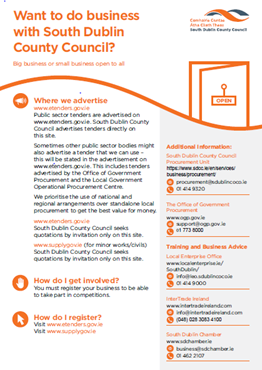 Want to do business
with South Dublin
County Council?
Big business or small business open to all
Comhairle Contae
Átha Cliath Theas
South Dublin County Council
OPEN
Where we advertise
www.etenders.gov.ie
Public sector tenders are advertised on
www.etenders.gov.ie. South Dublin County
Council advertises tenders directly on
this site.
Sometimes other public sector bodies might
also advertise a tender that we can use –
this will be stated in the advertisement on
www.etenders.gov.ie. This includes tenders
advertised by the Office of Government
Procurement and the Local Government
Operational Procurement Centre.
We prioritise the use of national and
regional arrangements over standalone local
procurement to get the best value for money.
www.etenders.gov.ie
South Dublin County Council seeks
quotations by invitation only on this site.
www.supplygov.ie (for minor works/civils)
South Dublin County Council seeks
quotations by invitation only on this site.
How do I get involved?
You must register your business to be able
to take part in competitions.
How do I register?
Visit www.etenders.gov.ie
Visit www.supplygov.ie
Additional Information:
South Dublin County Council
Procurement Unit
https://www.sdcc.ie/en/services/
business/procurement/
procurement@sdublincoco.ie
01 414 9320
The Office of Government
Procurement
www.ogp.gov.ie
support@ogp.gov.ie
01 773 8000
Training and Business Advice
Local Enterprise Office
www.localenterprise.ie/
SouthDublin/
info@leo.sdublincoco.ie
01 414 9000
InterTrade Ireland
www.intertradeireland.com
info@intertradeireland.com
(048) 028 3083 4100
South Dublin Chamber
www.sdchamber.ie
business@sdchamber.ie
01 462 2107